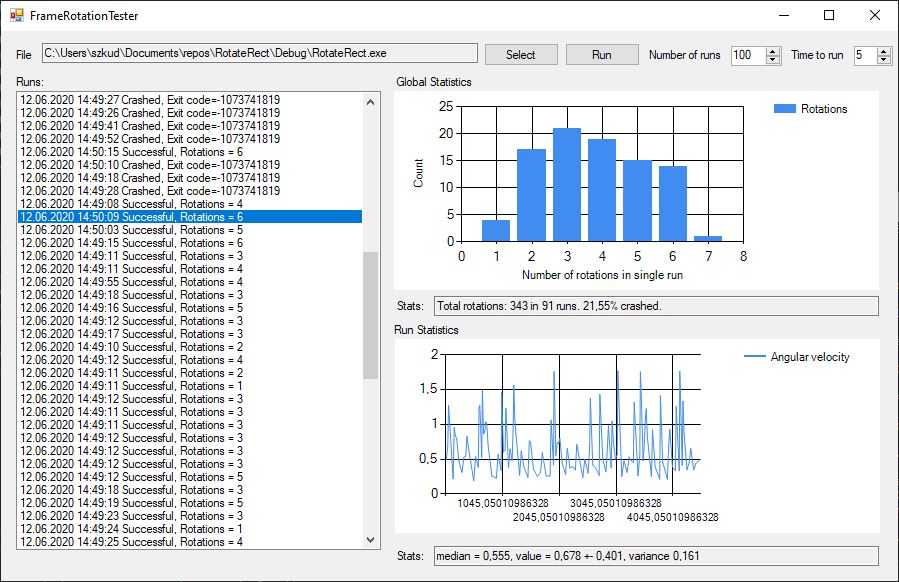 FrameRotationTester
File C:\Users\szkud\Documents\repos\RotateRect\Debug\RotateRect.exe Select Run Number of runs 100 Time to run 5
Runs:
12.06.2020 14:49:27 Crashed, Exit code=-1073741819
12.06.2020 14:49:26 Crashed, Exit code=-1073741819
12.06.2020 14:49:41 Crashed, Exit code=-1073741819
12.06.2020 14:49:52 Crashed, Exit code=-1073741819
12.06.2020 14:50:15 Successful, Rotations = 6
12.06.2020 14:50:10 Crashed, Exit code=-1073741819
12.06.2020 14:49:18 Crashed, Exit code=-1073741819
12.06.2020 14:49:28 Crashed, Exit code=-1073741819
12.06.2020 14:49:08 Successful, Rotations = 4
12.06.2020 14:50:09 Successful, Rotations = 6
12.06.2020 14:50:03 Successful, Rotations = 5
12.06.2020 14:49:15 Successful, Rotations = 6
12.06.2020 14:49:11 Successful, Rotations = 3
12.06.2020 14:49:11 Successful, Rotations = 4
12.06.2020 14:49:55 Successful, Rotations = 4
12.06.2020 14:49:18 Successful, Rotations = 3
12.06.2020 14:49:16 Successful, Rotations = 5
12.06.2020 14:49:12 Successful, Rotations = 3
12.06.2020 14:49:17 Successful, Rotations = 3
12.06.2020 14:49:10 Successful, Rotations = 2
12.06.2020 14:49:12 Successful, Rotations = 4
12.06.2020 14:49:11 Successful, Rotations = 2
12.06.2020 14:49:11 Successful, Rotations = 1
12.06.2020 14:49:12 Successful, Rotations = 3
12.06.2020 14:49:11 Successful, Rotations = 3
12.06.2020 14:49:11 Successful, Rotations = 3
12.06.2020 14:49:12 Successful, Rotations = 3
12.06.2020 14:49:12 Successful, Rotations = 3
12.06.2020 14:49:12 Successful, Rotations = 3
12.06.2020 14:49:12 Successful, Rotations = 5
12.06.2020 14:49:18 Successful, Rotations = 3
12.06.2020 14:49:19 Successful, Rotations = 5
12.06.2020 14:49:23 Successful, Rotations = 3
12.06.2020 14:49:24 Successful, Rotations = 1
12.06.2020 14:49:25 Successful, Rotations = 4
Global Statistics
25
20
15
10
5
0
Count
0 1 2 3 4 5 6 7 8
Number of rotations in single run
Rotations
Stats: Total rotations: 343 in 91 runs. 21,55% crashed.
Run Statistics
2
1,5
1
0,5
0
1045,05010986328 3045,05010986328
2045,05010986328 4045,05010986328
Angular velocity
Stats: median = 0,555, value = 0,678 +- 0,401, variance 0,161